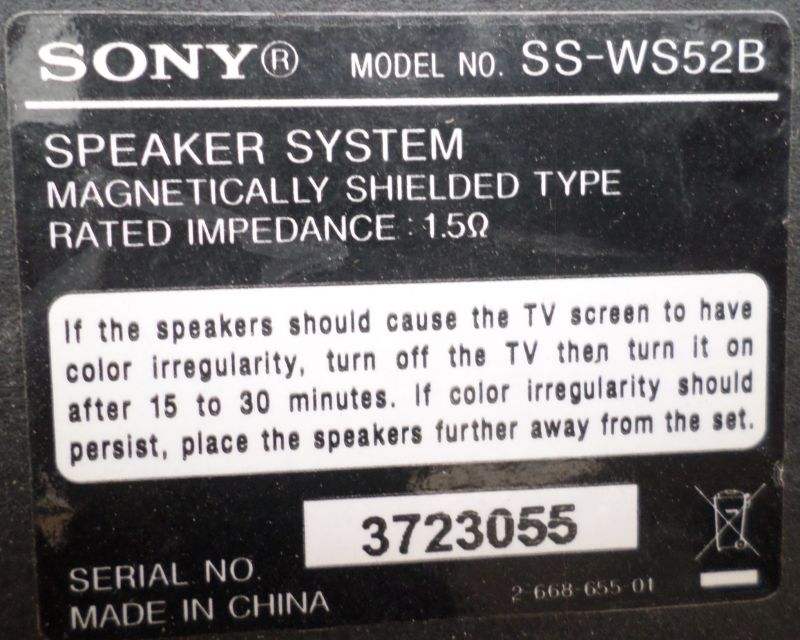 SONY® MODEL NO. SS-WS52B
SPEAKER SYSTEM
MAGNETICALLY SHIELDED TYPE
RATED IMPEDANCE : 1.5Ω
If the speakers should cause the TV screen to have
color irregularity, turn off the TV then turn it on
after 15 to 30 minutes. If color irregularity should
persist, place the speakers further away from the set.
3723055
SERIAL NO.
2-668-655-01
MADE IN CHINA